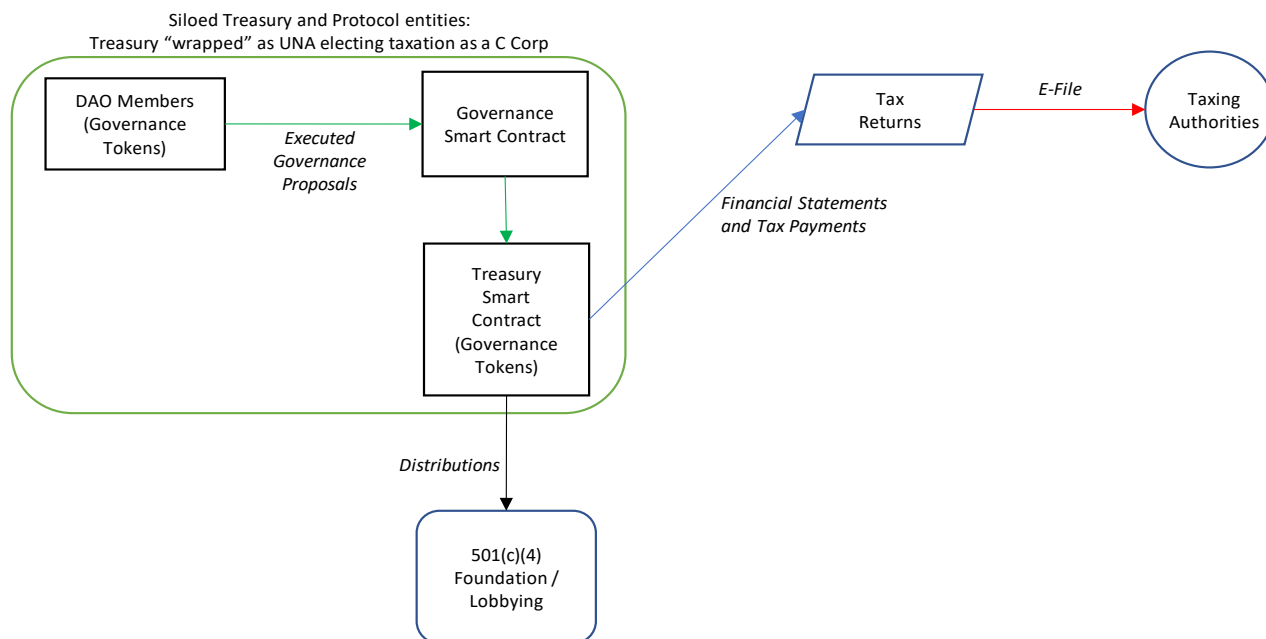 Siloed Treasury and Protocol entities:
Treasury “wrapped” as UNA electing taxation as a C Corp
DAO Members
(Governance
Tokens)
Executed
Governance
Proposals
Governance
Smart Contract
Tax
Returns
E-File
Taxing
Authorities
Financial Statements
and Tax Payments
Treasury
Smart
Contract
(Governance
Tokens)
Distributions
501(c)(4)
Foundation /
Lobbying